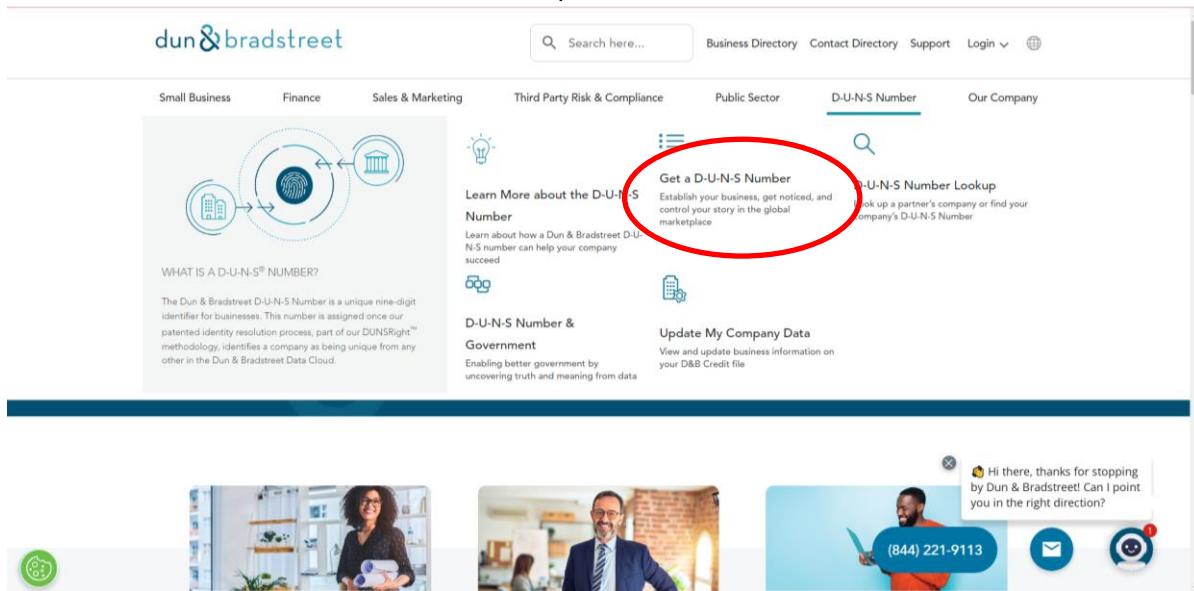 dun & bradstreet
Search here...
Business Directory Contact Directory Support Login
Small Business Finance Sales & Marketing Third Party Risk & Compliance Public Sector D-U-N-S Number Our Company
WHAT IS A D-U-N-S® NUMBER?
The Dun & Bradstreet D-U-N-S Number is a unique nine-digit
identifier for businesses. This number is assigned once our
patented identity resolution process, part of our DUNSRight™
methodology, identifies a company as being unique from any
other in the Dun & Bradstreet Data Cloud.
Learn More about the D-U-N-S
Number
Learn about how a Dun & Bradstreet D-U-
N-S number can help your company
succeed
Get a D-U-N-S Number
Establish your business, get noticed, and
control your story in the global
marketplace
D-U-N-S Number Lookup
Look up a partner's company or find your
company's D-U-N-S Number
D-U-N-S Number &
Government
Enabling better government by
uncovering truth and meaning from data
Update My Company Data
View and update business information on
your D&B Credit file
Hi there, thanks for stopping
by Dun & Bradstreet! Can I point
you in the right direction?
(844) 221-9113
1